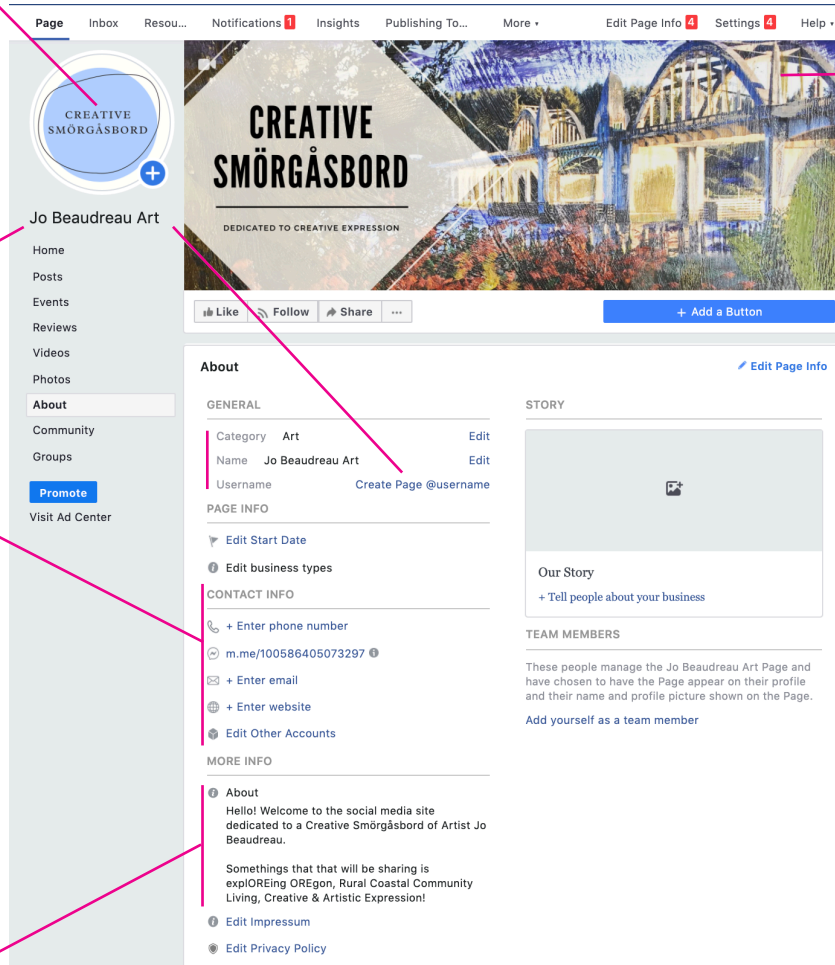 Page Inbox Resou... Notifications 1 Insights Publishing To... More Edit Page Info 4 Settings 4 Help
CREATIVE
SMÖRGÅSBORD
CREATIVE
SMÖRGÅSBORD
DEDICATED TO CREATIVE EXPRESSION
Jo Beaudreau Art
Home
Posts
Events
Reviews
Videos
Photos
About
Community
Groups
Promote
Visit Ad Center
Like Follow Share ... + Add a Button
About Edit Page Info
GENERAL
Category Art Edit
Name Jo Beaudreau Art Edit
Username Create Page @username
PAGE INFO
Edit Start Date
Edit business types
CONTACT INFO
+ Enter phone number
m.me/100586405073297
+ Enter email
+ Enter website
Edit Other Accounts
MORE INFO
About
Hello! Welcome to the social media site
dedicated to a Creative Smörgåsbord of Artist Jo
Beaudreau.
Somethings that that will be sharing is
explOREing OREgon, Rural Coastal Community
Living, Creative & Artistic Expression!
Edit Impressum
Edit Privacy Policy
STORY
Our Story
+ Tell people about your business
TEAM MEMBERS
These people manage the Jo Beaudreau Art Page and
have chosen to have the Page appear on their profile
and their name and profile picture shown on the Page.
Add yourself as a team member